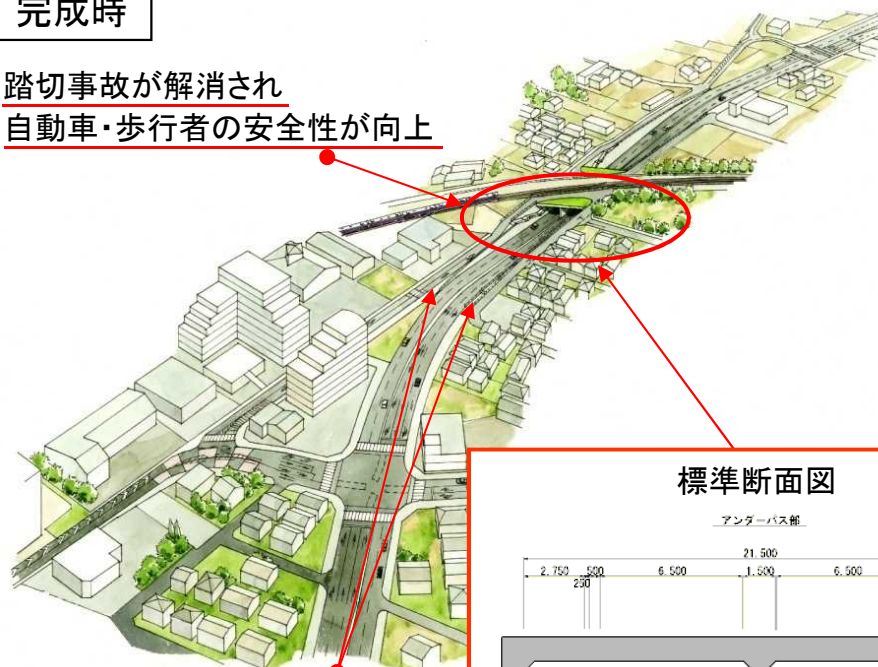 完成時
踏切事故が解消され
自動車・歩行者の安全性が向上
標準断面図
アンダーパス部
21.500
2.750 500 6.500 1.500 6.500
250